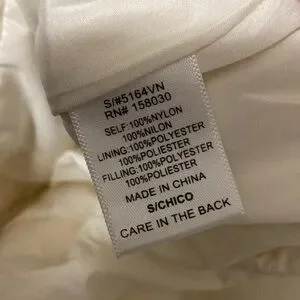 S/#5164VN
RN# 158030
SELF:100%NYLON
100%NILON
LINING:100%POLYESTER
100%POLIESTER
FILLING:100%POLYESTER
100%POLIESTER
MADE IN CHINA
S/CHICO
CARE IN THE BACK